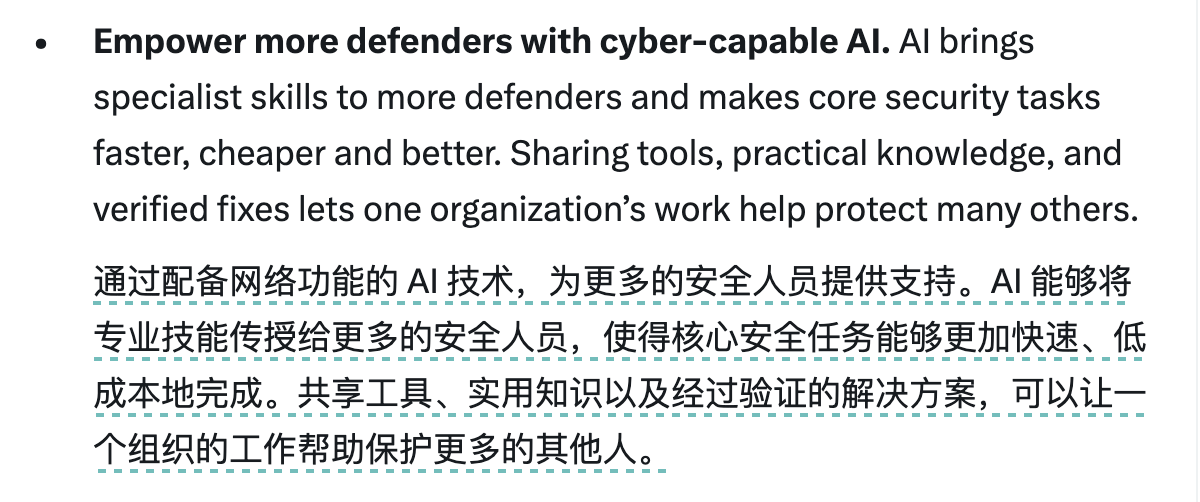 • Empower more defenders with cyber-capable AI. AI brings
specialist skills to more defenders and makes core security tasks
faster, cheaper and better. Sharing tools, practical knowledge, and
verified fixes lets one organization’s work help protect many others.
通过配备网络功能的 AI 技术，为更多的安全人员提供支持。AI 能够将
专业技能传授给更多的安全人员，使得核心安全任务能够更加快速、低
成本地完成。共享工具、实用知识以及经过验证的解决方案，可以让一
个组织的工作帮助保护更多的其他人。